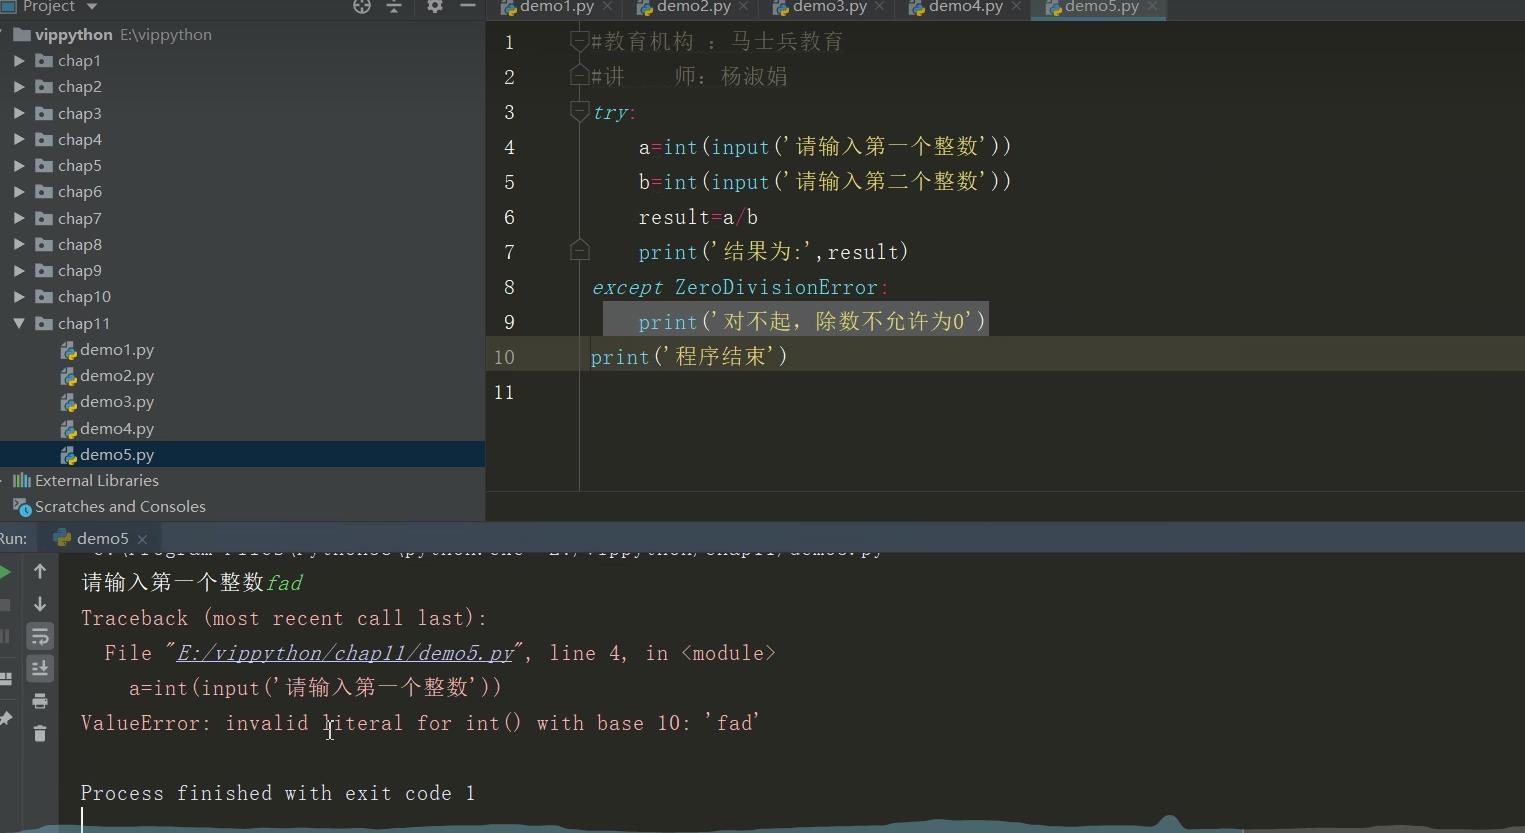 Project
demo1.py demo2.py demo3.py demo4.py demo5.py
vippython E:\vippython
chap1
chap2
chap3
chap4
chap5
chap6
chap7
chap8
chap9
chap10
chap11
demo1.py
demo2.py
demo3.py
demo4.py
demo5.py
External Libraries
Scratches and Consoles
1 #教育机构 ：马士兵教育
2 #讲    师：杨淑娟
3 try:
4     a=int(input('请输入第一个整数'))
5     b=int(input('请输入第二个整数'))
6     result=a/b
7     print('结果为:',result)
8 except ZeroDivisionError:
9     print('对不起，除数不允许为0')
10 print('程序结束')
11
Run: demo5
请输入第一个整数fad
Traceback (most recent call last):
  File "E:/vippython/chap11/demo5.py", line 4, in <module>
    a=int(input('请输入第一个整数'))
ValueError: invalid literal for int() with base 10: 'fad'
Process finished with exit code 1